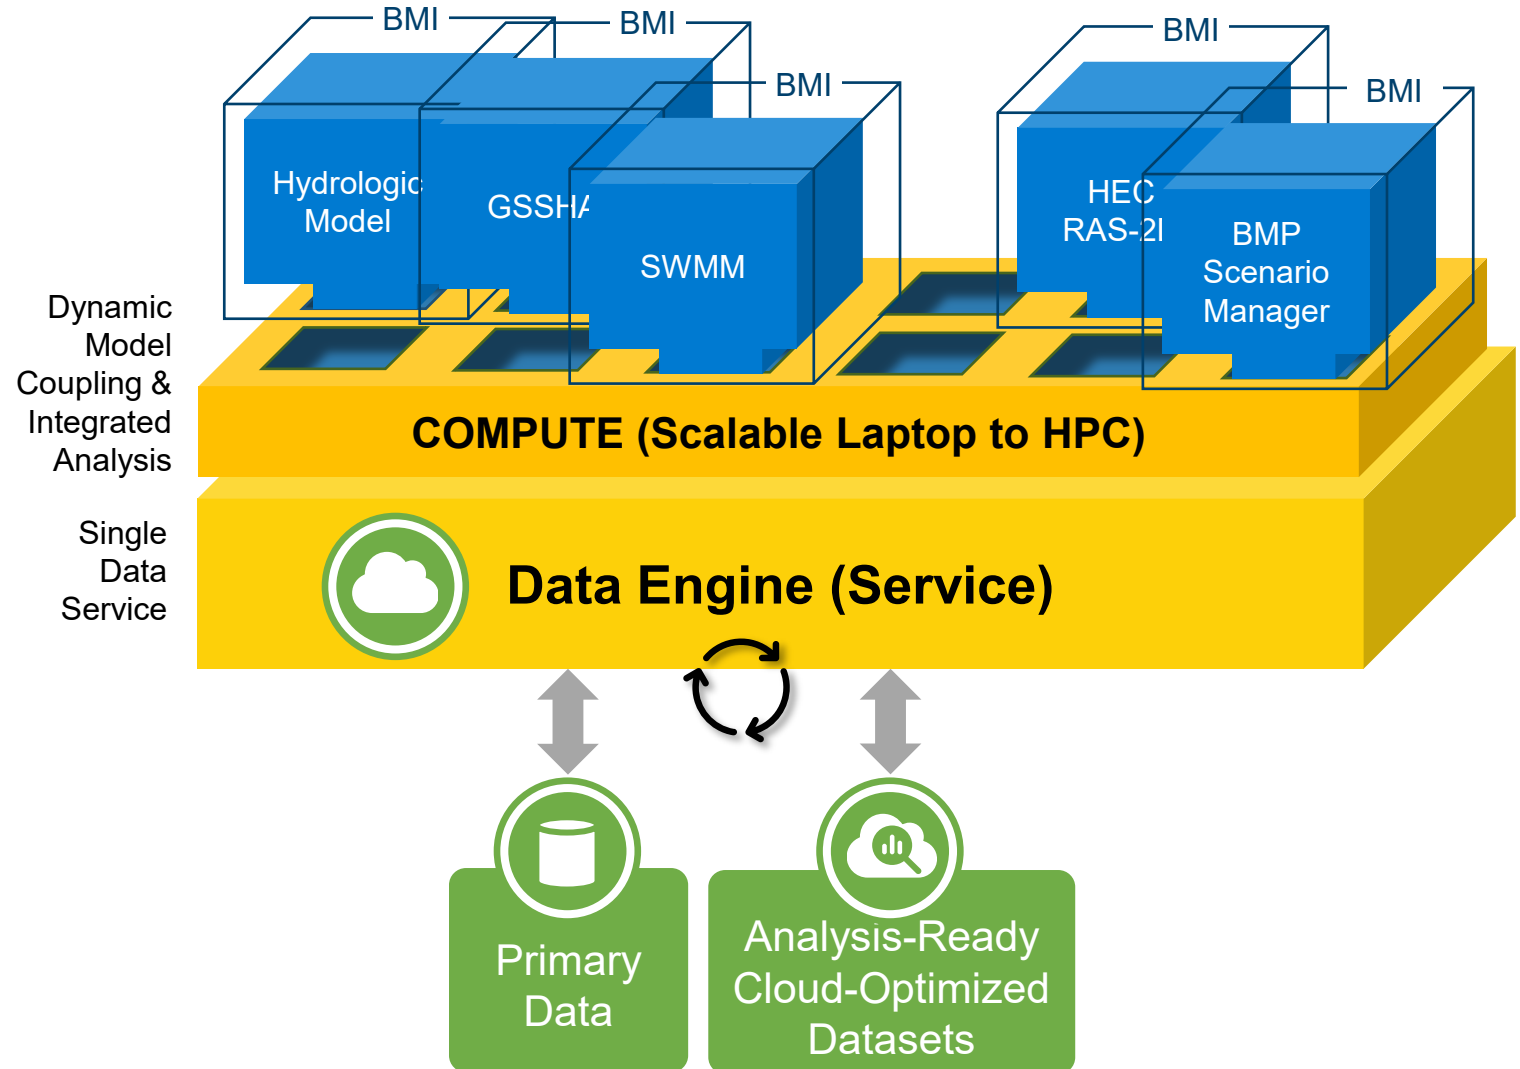 BMI
BMI
BMI
BMI
BMI
Hydrologic
Model
GSSHA
SWMM
HEC
RAS-2
BMP
Scenario
Manager
Dynamic
Model
Coupling &
Integrated
Analysis
COMPUTE (Scalable Laptop to HPC)
Single
Data
Service
Data Engine (Service)
Primary
Data
Analysis-Ready
Cloud-Optimized
Datasets